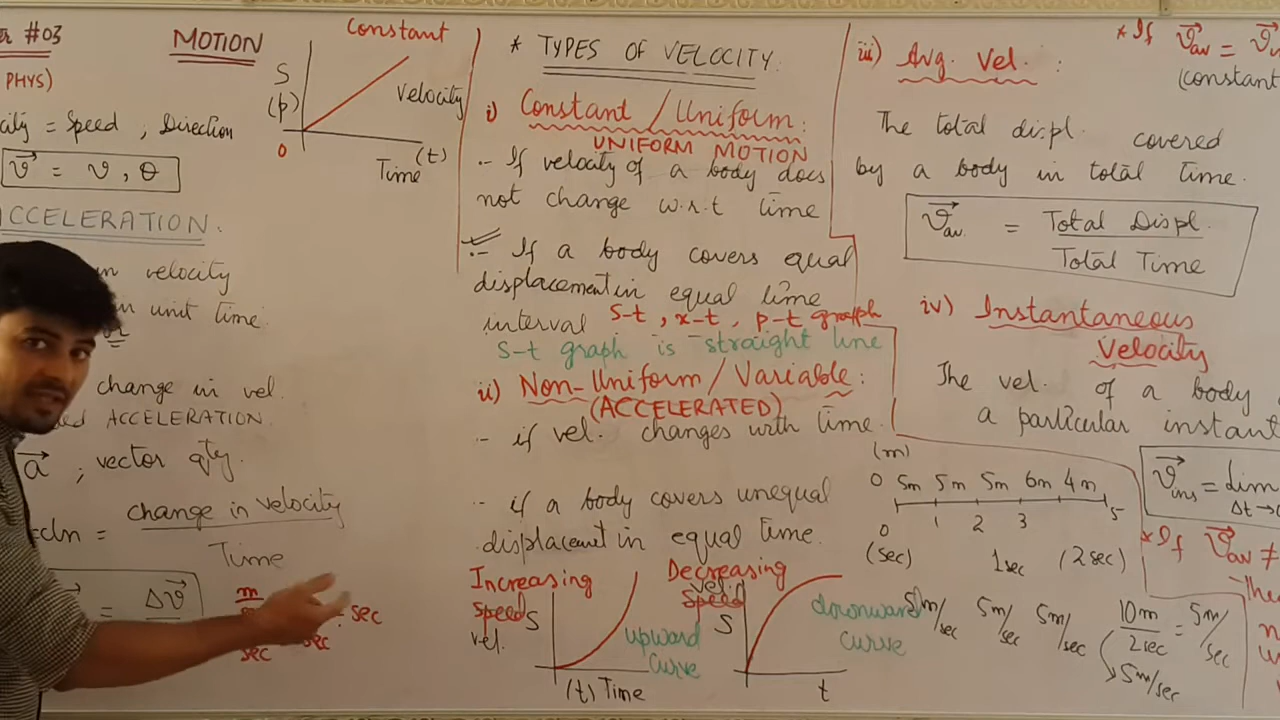 #03
MOTION
PHYS)
= Speed , Direction
v⃗ = v , θ
Constant
S
(p)
Velocity
0
Time (t)
ACCELERATION.
in velocity
unit time.
change in vel.
ACCELERATION.
a⃗ ; vector qty.
= change in velocity
Time
= Δv⃗
m
sec
sec
sec
* TYPES OF VELOCITY
i) Constant / Uniform:
UNIFORM MOTION
:- If velocity of a body does
not change w.r.t time
:- If a body covers equal
displacement in equal time
interval S-t , x-t , p-t graph
S-t graph is straight line
ii) Non-Uniform / Variable :
(ACCELERATED)
:- if vel. changes with time.
:- if a body covers unequal
displacement in equal time.
Increasing
Speed
vel.
S
upward
curve
(t) Time
Decreasing
vel.
Speed
S
downward
curve
t
iii) Avg. Vel. :
The total displ. covered
by a body in total time.
v⃗av. = Total Displ.
Total Time
* If v⃗av =
(constant
iv) Instantaneous
Velocity
The vel. of a body
a particular instant
v⃗ins = lim
Δt→
(m)
0 5m 5m 5m 6m 4m
0 1 2 3 5
(sec) 1sec (2sec)
5m/sec 5m/sec 5m/sec 10m/2sec = 5m/sec
↳ 5m/sec
* If v⃗av ≠